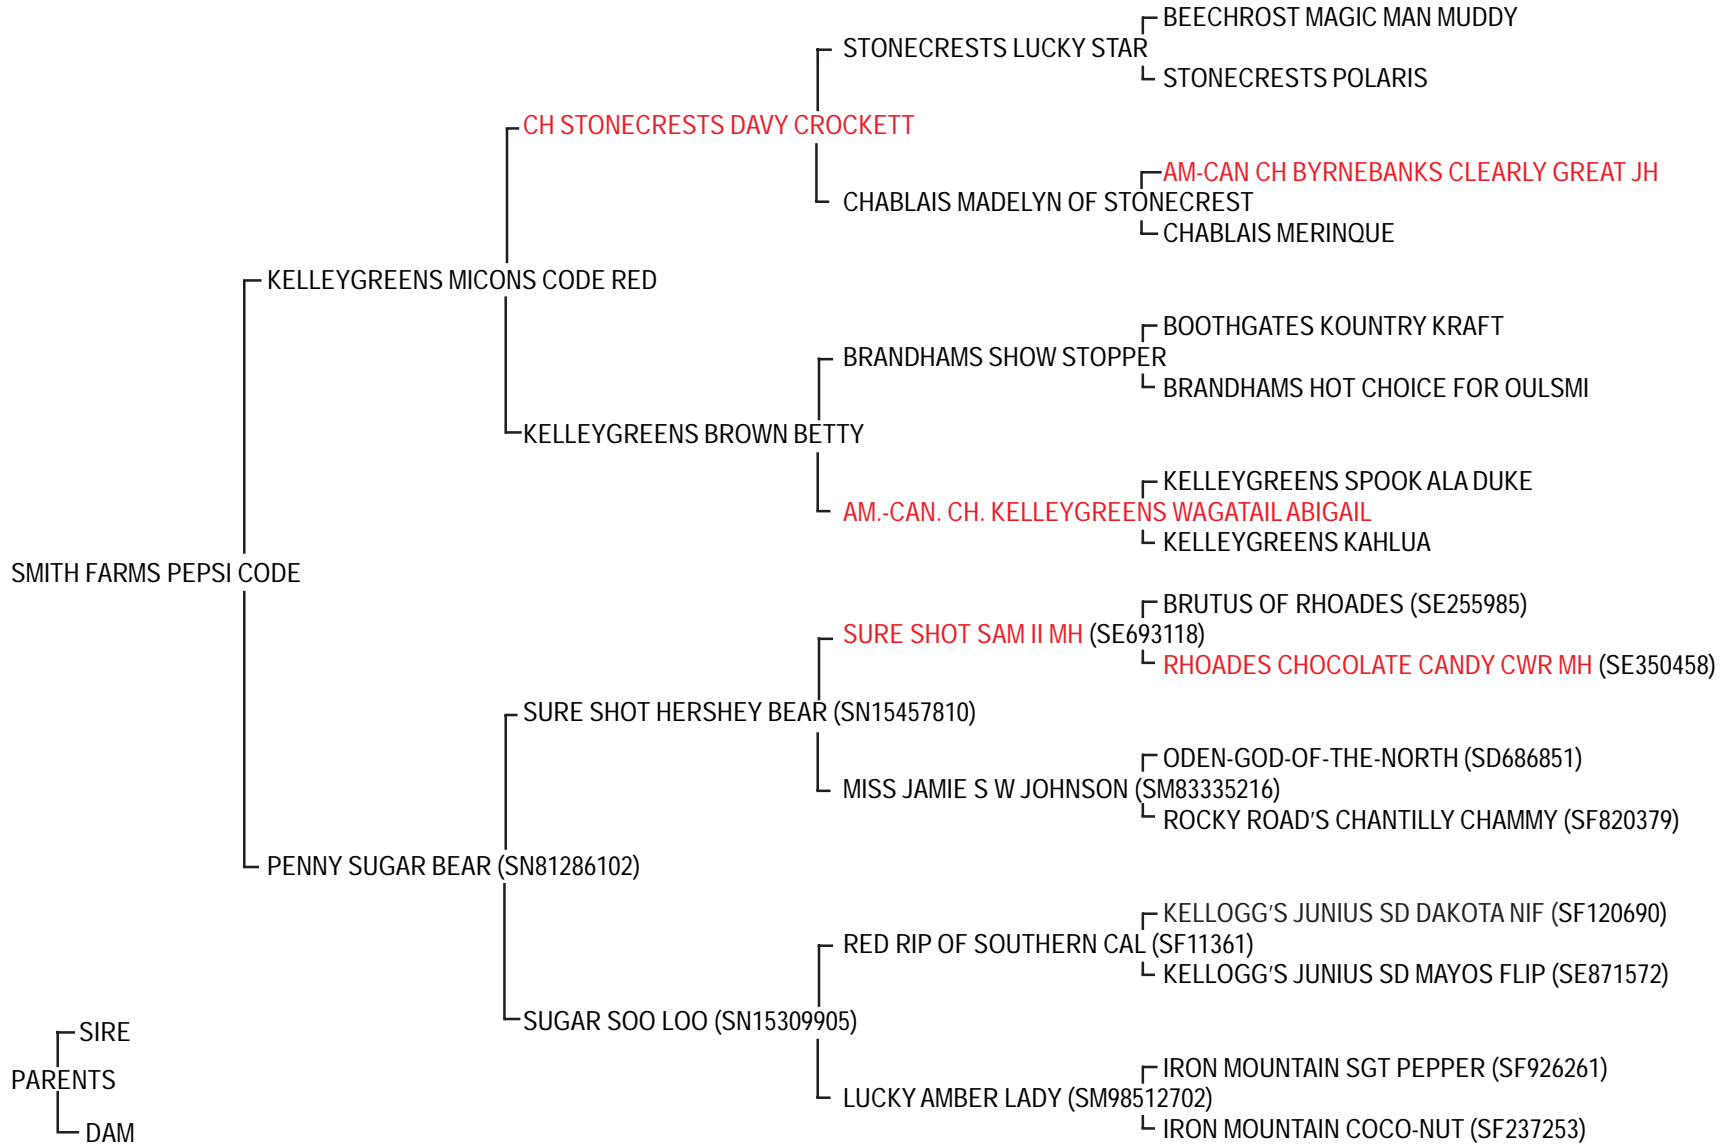 BEECHROST MAGIC MAN MUDDY
STONECRESTS LUCKY STAR
STONECRESTS POLARIS
CH STONECRESTS DAVY CROCKETT
AM-CAN CH BYRNEBANKS CLEARLY GREAT JH
CHABLAIS MADELYN OF STONECREST
CHABLAIS MERINQUE
KELLEYGREENS MICONS CODE RED
BOOTHGATES KOUNTRY KRAFT
BRANDHAMS SHOW STOPPER
BRANDHAMS HOT CHOICE FOR OULSMI
KELLEYGREENS BROWN BETTY
KELLEYGREENS SPOOK ALA DUKE
AM.-CAN. CH. KELLEYGREENS WAGATAIL ABIGAIL
KELLEYGREENS KAHLUA
SMITH FARMS PEPSI CODE
BRUTUS OF RHOADES (SE255985)
SURE SHOT SAM II MH (SE693118)
RHOADES CHOCOLATE CANDY CWR MH (SE350458)
SURE SHOT HERSHEY BEAR (SN15457810)
ODEN-GOD-OF-THE-NORTH (SD686851)
MISS JAMIE S W JOHNSON (SM83335216)
ROCKY ROAD'S CHANTILLY CHAMMY (SF820379)
PENNY SUGAR BEAR (SN81286102)
KELLOGG'S JUNIUS SD DAKOTA NIF (SF120690)
RED RIP OF SOUTHERN CAL (SF11361)
KELLOGG'S JUNIUS SD MAYOS FLIP (SE871572)
SUGAR SOO LOO (SN15309905)
IRON MOUNTAIN SGT PEPPER (SF926261)
LUCKY AMBER LADY (SM98512702)
IRON MOUNTAIN COCO-NUT (SF237253)
SIRE
PARENTS
DAM